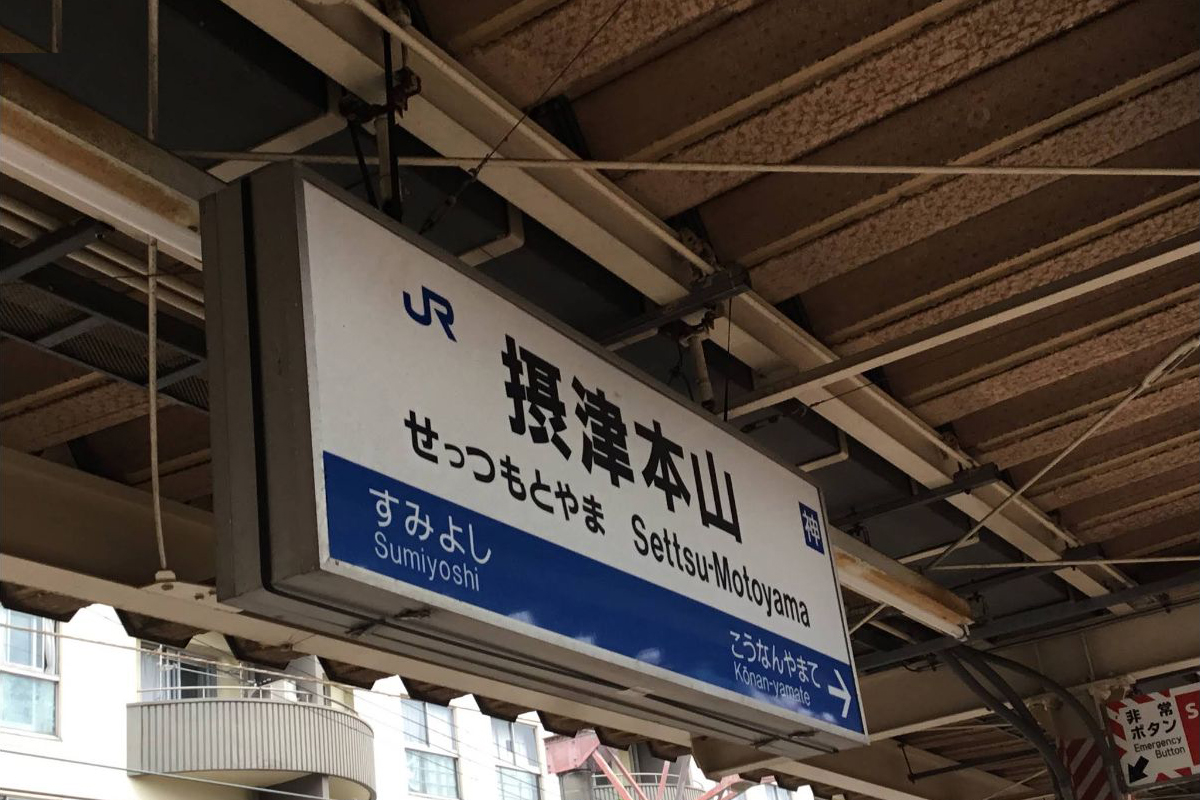 JR
摂津本山
せっつもとやま Settsu-Motoyama
神
すみよし
Sumiyoshi
こうなんやまて
Kōnan-yamate
→
非常
ボタン
Emergency
Button
S